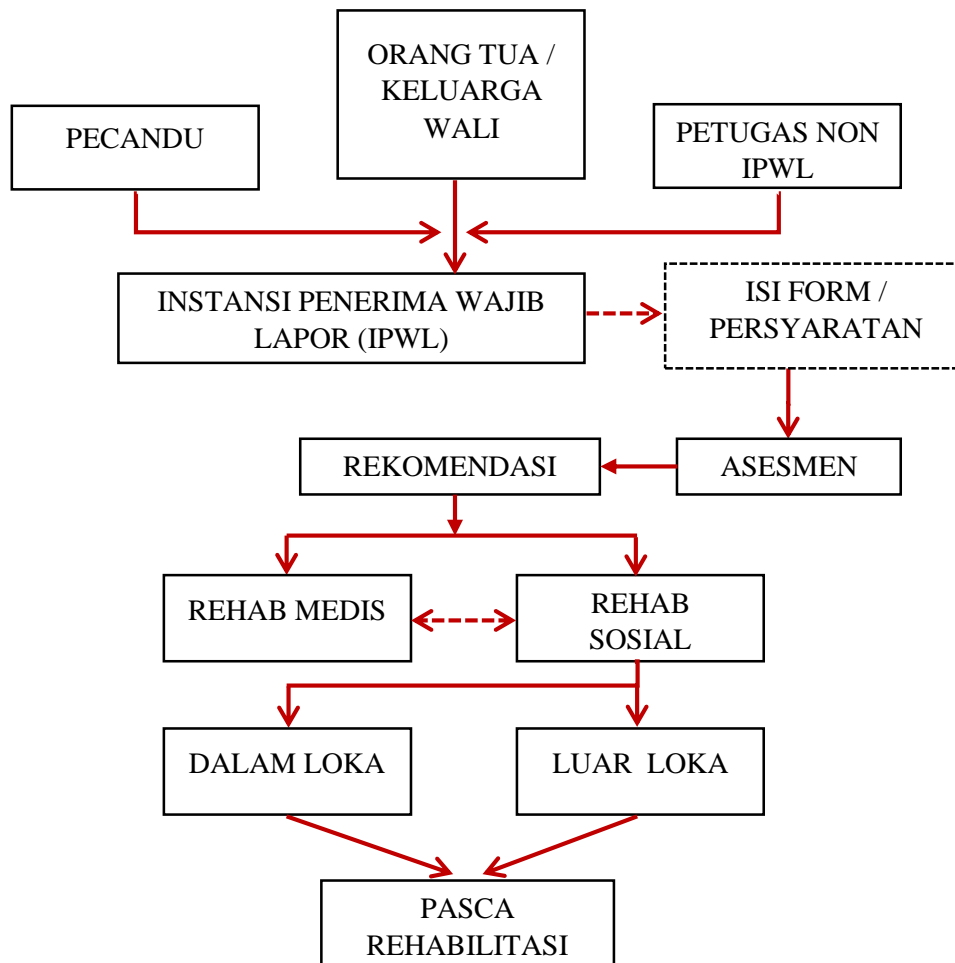 ORANG TUA /
KELUARGA
WALI
PECANDU
PETUGAS NON
IPWL
INSTANSI PENERIMA WAJIB
LAPOR (IPWL)
ISI FORM /
PERSYARATAN
REKOMENDASI
ASESMEN
REHAB MEDIS
REHAB
SOSIAL
DALAM LOKA
LUAR LOKA
PASCA
REHABILITASI